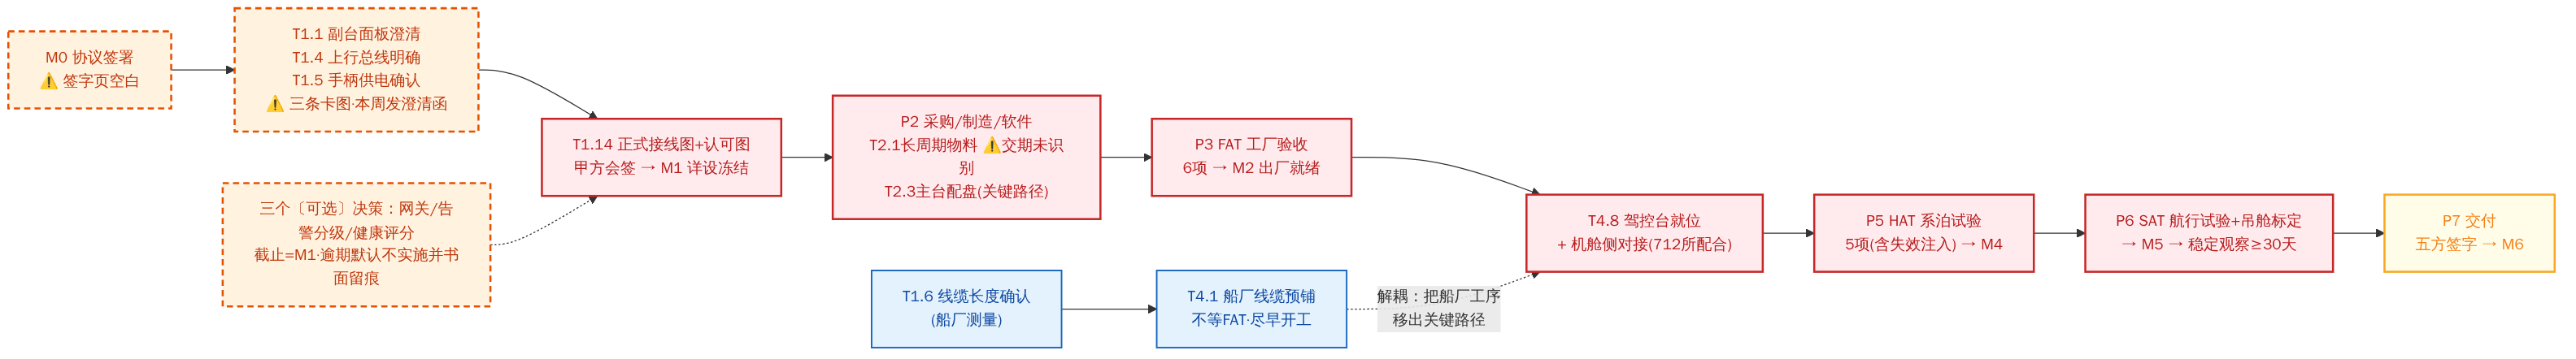 M0 协议签署
⚠️ 签字页空白
T1.1 副台面板澄清
T1.4 上行总线明确
T1.5 手柄供电确认
⚠️ 三条卡图·本周发澄清函
三个〔可选〕决策：网关/告
警分级/健康评分
截止=M1·逾期默认不实施并书
面留痕
T1.14 正式接线图+认可图
甲方会签 → M1 详设冻结
P2 采购/制造/软件
T2.1长周期物料 ⚠️交期未识
别
T2.3主台配盘(关键路径)
P3 FAT 工厂验收
6项 → M2 出厂就绪
T1.6 线缆长度确认
(船厂测量)
T4.1 船厂线缆预铺
不等FAT·尽早开工
解耦：把船厂工序
移出关键路径
T4.8 驾控台就位
+ 机舱侧对接(712所配合)
P5 HAT 系泊试验
5项(含失效注入) → M4
P6 SAT 航行试验+吊舱标定
→ M5 → 稳定观察≥30天
P7 交付
五方签字 → M6